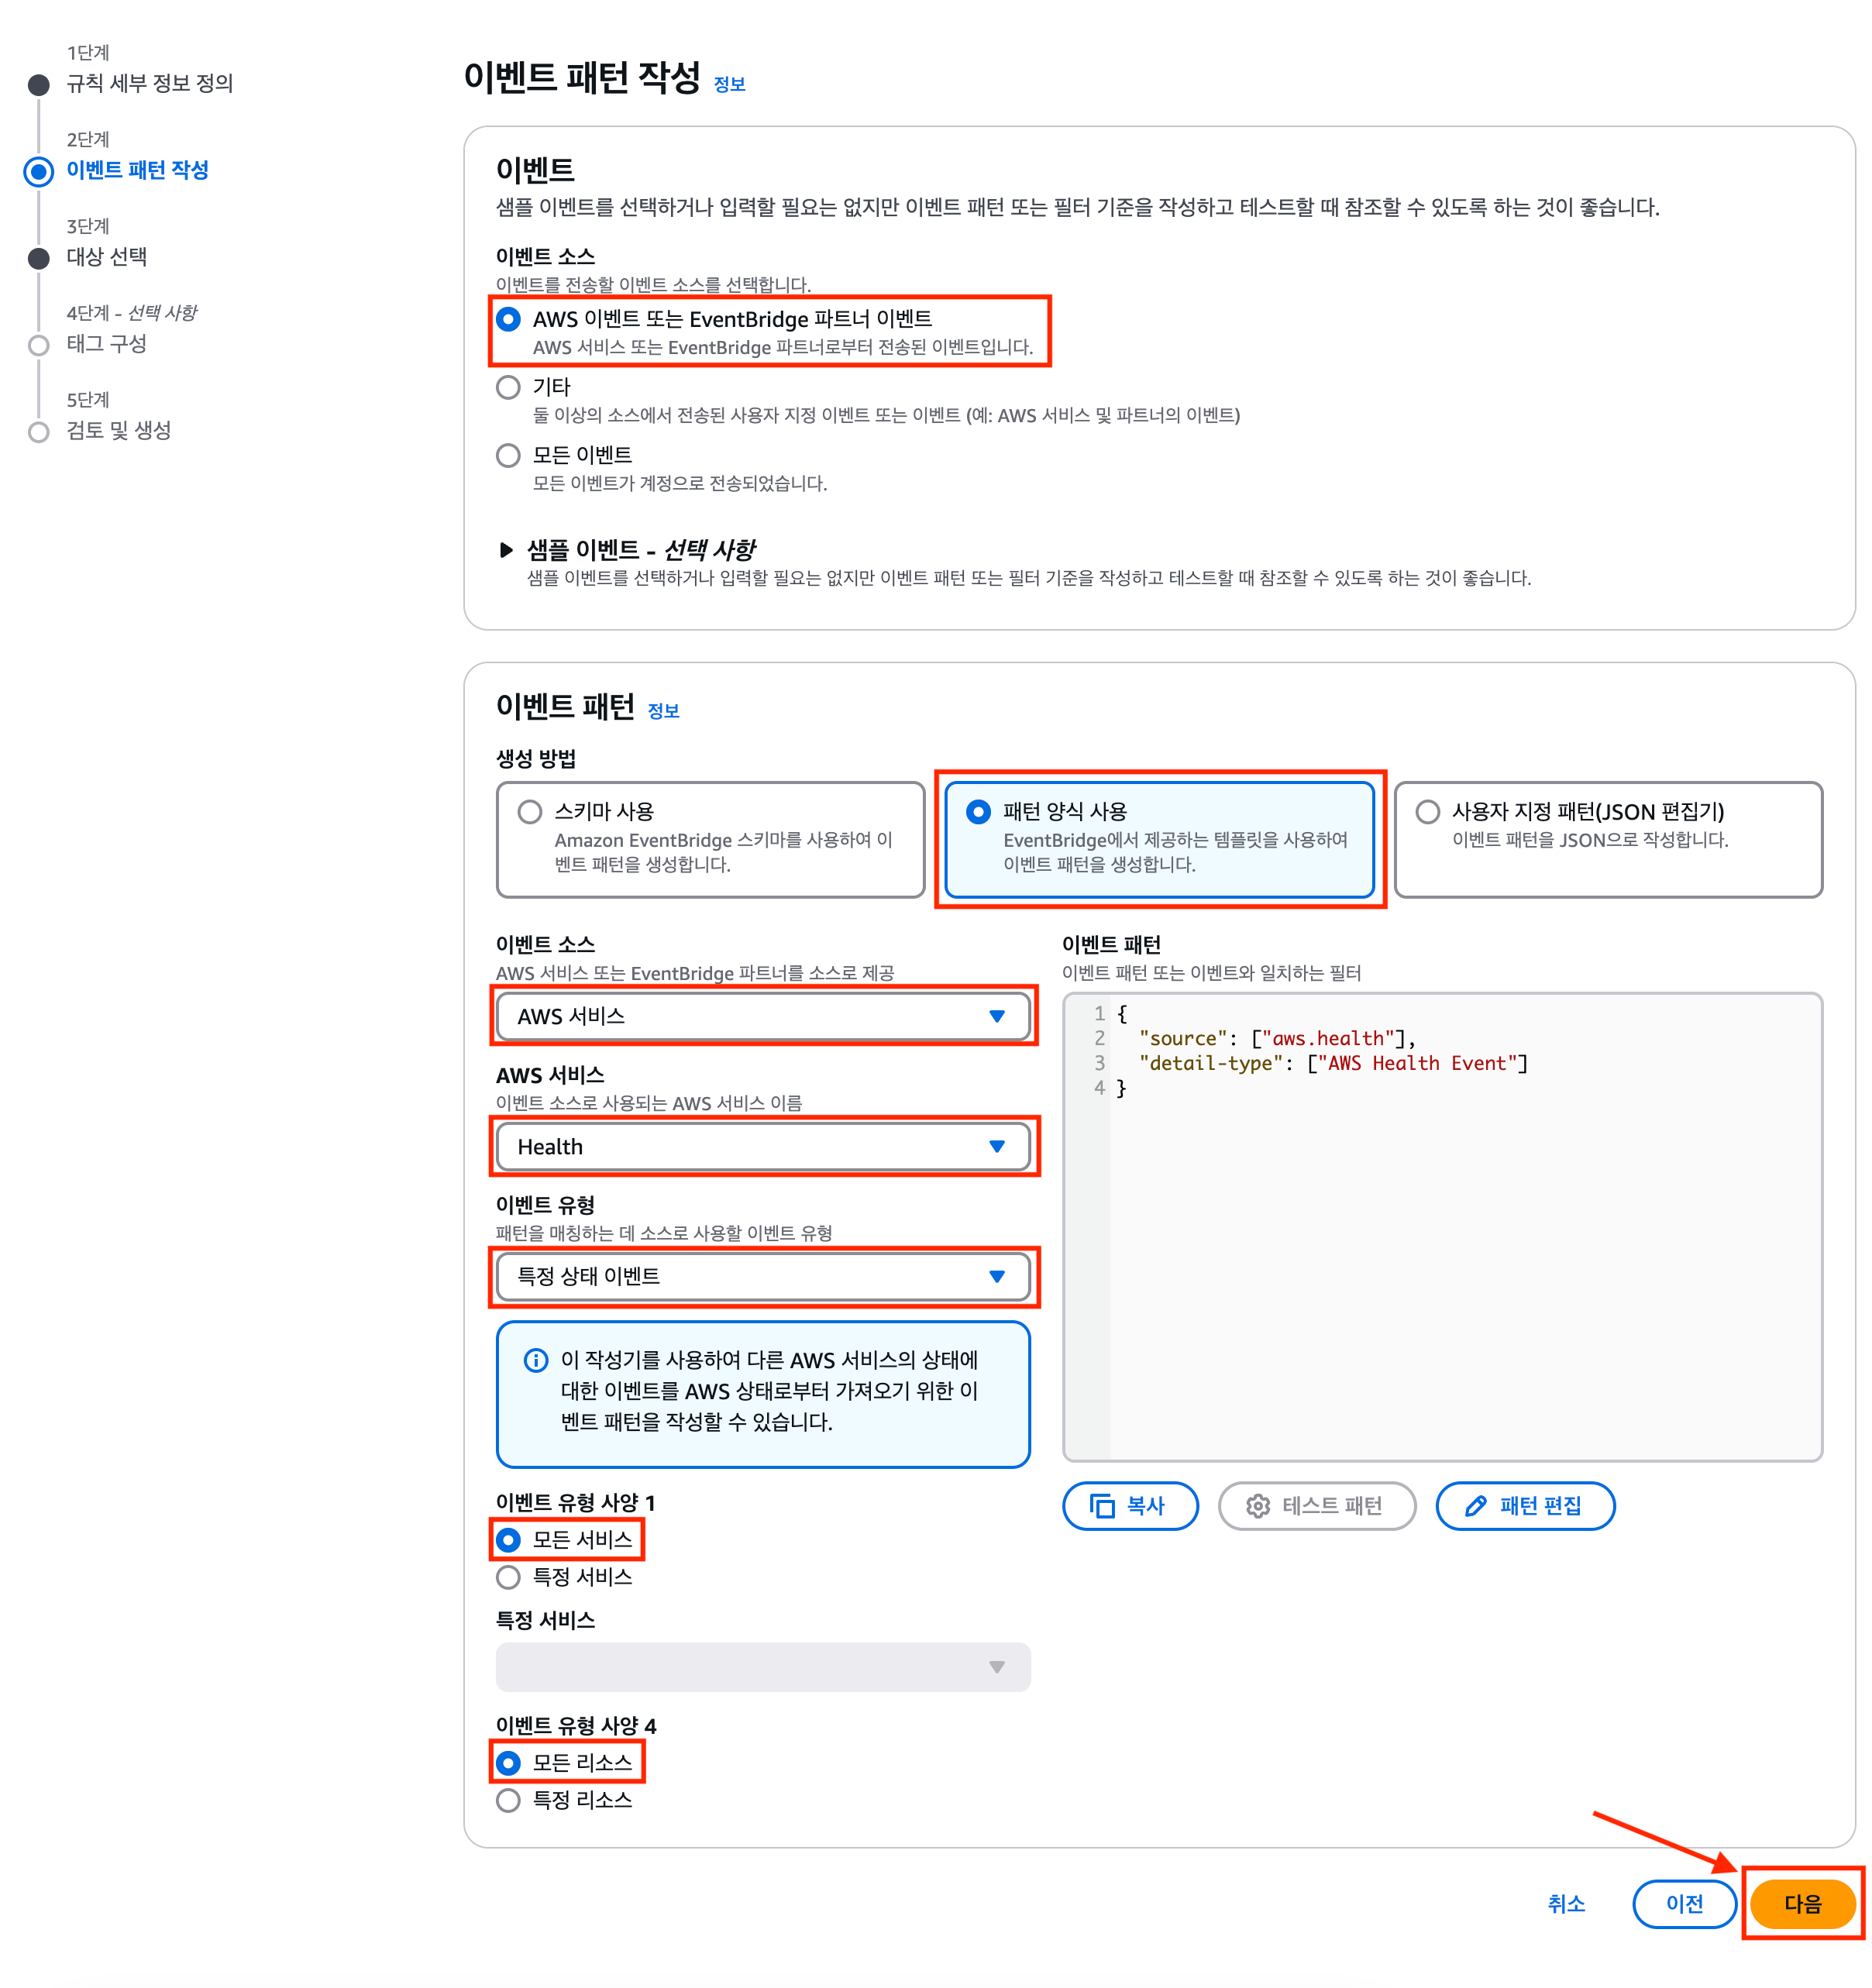 1단계
규칙 세부 정보 정의
2단계
이벤트 패턴 작성
3단계
대상 선택
4단계 - 선택 사항
태그 구성
5단계
검토 및 생성
이벤트 패턴 작성 정보
이벤트
샘플 이벤트를 선택하거나 입력할 필요는 없지만 이벤트 패턴 또는 필터 기준을 작성하고 테스트할 때 참조할 수 있도록 하는 것이 좋습니다.
이벤트 소스
이벤트를 전송할 이벤트 소스를 선택합니다.
AWS 이벤트 또는 EventBridge 파트너 이벤트
AWS 서비스 또는 EventBridge 파트너로부터 전송된 이벤트입니다.
기타
둘 이상의 소스에서 전송된 사용자 지정 이벤트 또는 이벤트 (예: AWS 서비스 및 파트너의 이벤트)
모든 이벤트
모든 이벤트가 계정으로 전송되었습니다.
샘플 이벤트 - 선택 사항
샘플 이벤트를 선택하거나 입력할 필요는 없지만 이벤트 패턴 또는 필터 기준을 작성하고 테스트할 때 참조할 수 있도록 하는 것이 좋습니다.
이벤트 패턴 정보
생성 방법
스키마 사용
Amazon EventBridge 스키마를 사용하여 이
벤트 패턴을 생성합니다.
패턴 양식 사용
EventBridge에서 제공하는 템플릿을 사용하여
이벤트 패턴을 생성합니다.
사용자 지정 패턴(JSON 편집기)
이벤트 패턴을 JSON으로 작성합니다.
이벤트 소스
AWS 서비스 또는 EventBridge 파트너를 소스로 제공
AWS 서비스
AWS 서비스
이벤트 소스로 사용되는 AWS 서비스 이름
Health
이벤트 유형
패턴을 매칭하는 데 소스로 사용할 이벤트 유형
특정 상태 이벤트
이 작성기를 사용하여 다른 AWS 서비스의 상태에
대한 이벤트를 AWS 상태로부터 가져오기 위한 이
벤트 패턴을 작성할 수 있습니다.
이벤트 유형 사양 1
모든 서비스
특정 서비스
특정 서비스
이벤트 유형 사양 4
모든 리소스
특정 리소스
이벤트 패턴
이벤트 패턴 또는 이벤트와 일치하는 필터
1 {
2 "source": ["aws.health"],
3 "detail-type": ["AWS Health Event"]
4 }
복사
테스트 패턴
패턴 편집
취소
이전
다음